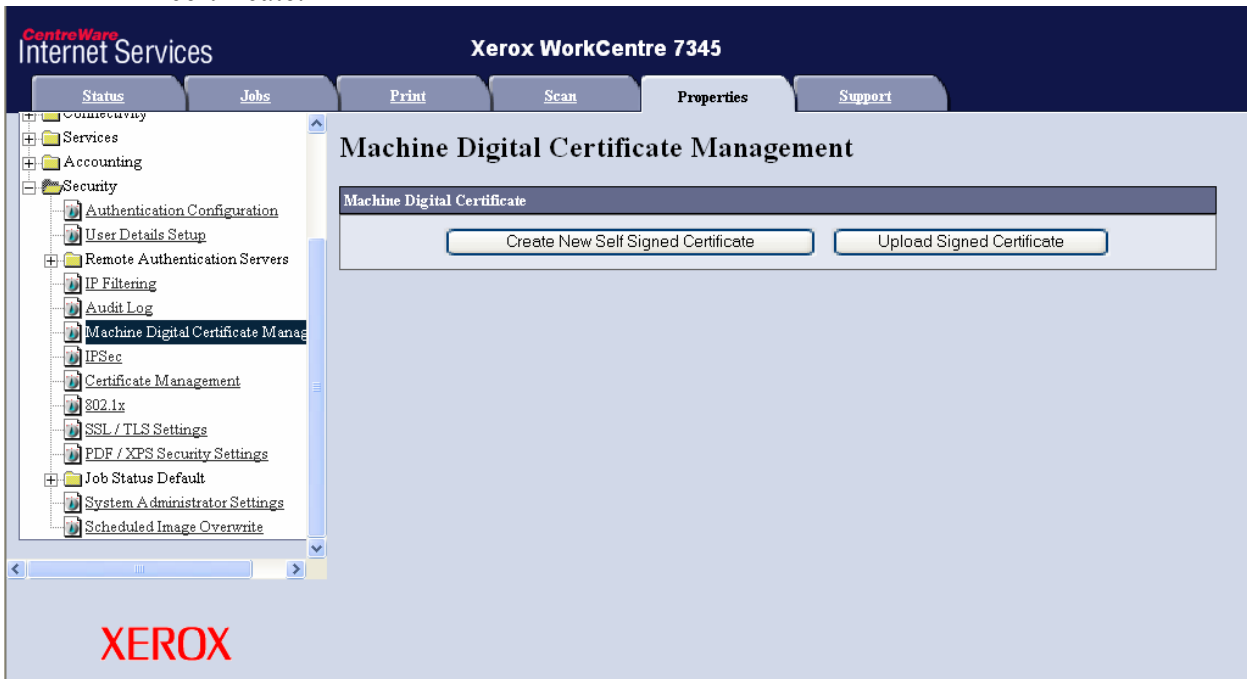 CentreWare
Internet Services
Xerox WorkCentre 7345
Status Jobs Print Scan Properties Support
Connectivity
Services
Accounting
Security
Authentication Configuration
User Details Setup
Remote Authentication Servers
IP Filtering
Audit Log
Machine Digital Certificate Manag
IPSec
Certificate Management
802.1x
SSL / TLS Settings
PDF / XPS Security Settings
Job Status Default
System Administrator Settings
Scheduled Image Overwrite
XEROX
Machine Digital Certificate Management
Machine Digital Certificate
Create New Self Signed Certificate Upload Signed Certificate